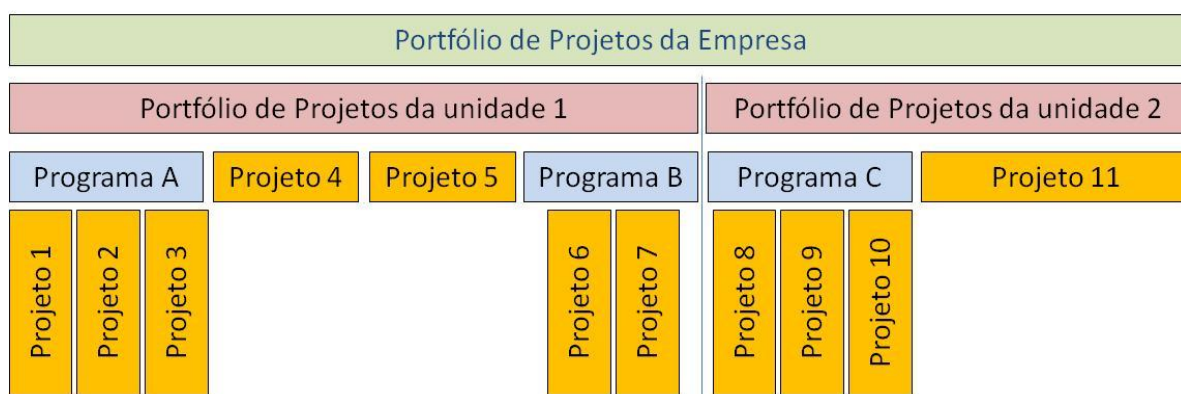 Portfólio de Projetos da Empresa
Portfólio de Projetos da unidade 1
Portfólio de Projetos da unidade 2
Programa A
Projeto 4
Projeto 5
Programa B
Programa C
Projeto 11
Projeto 1
Projeto 2
Projeto 3
Projeto 6
Projeto 7
Projeto 8
Projeto 9
Projeto 10